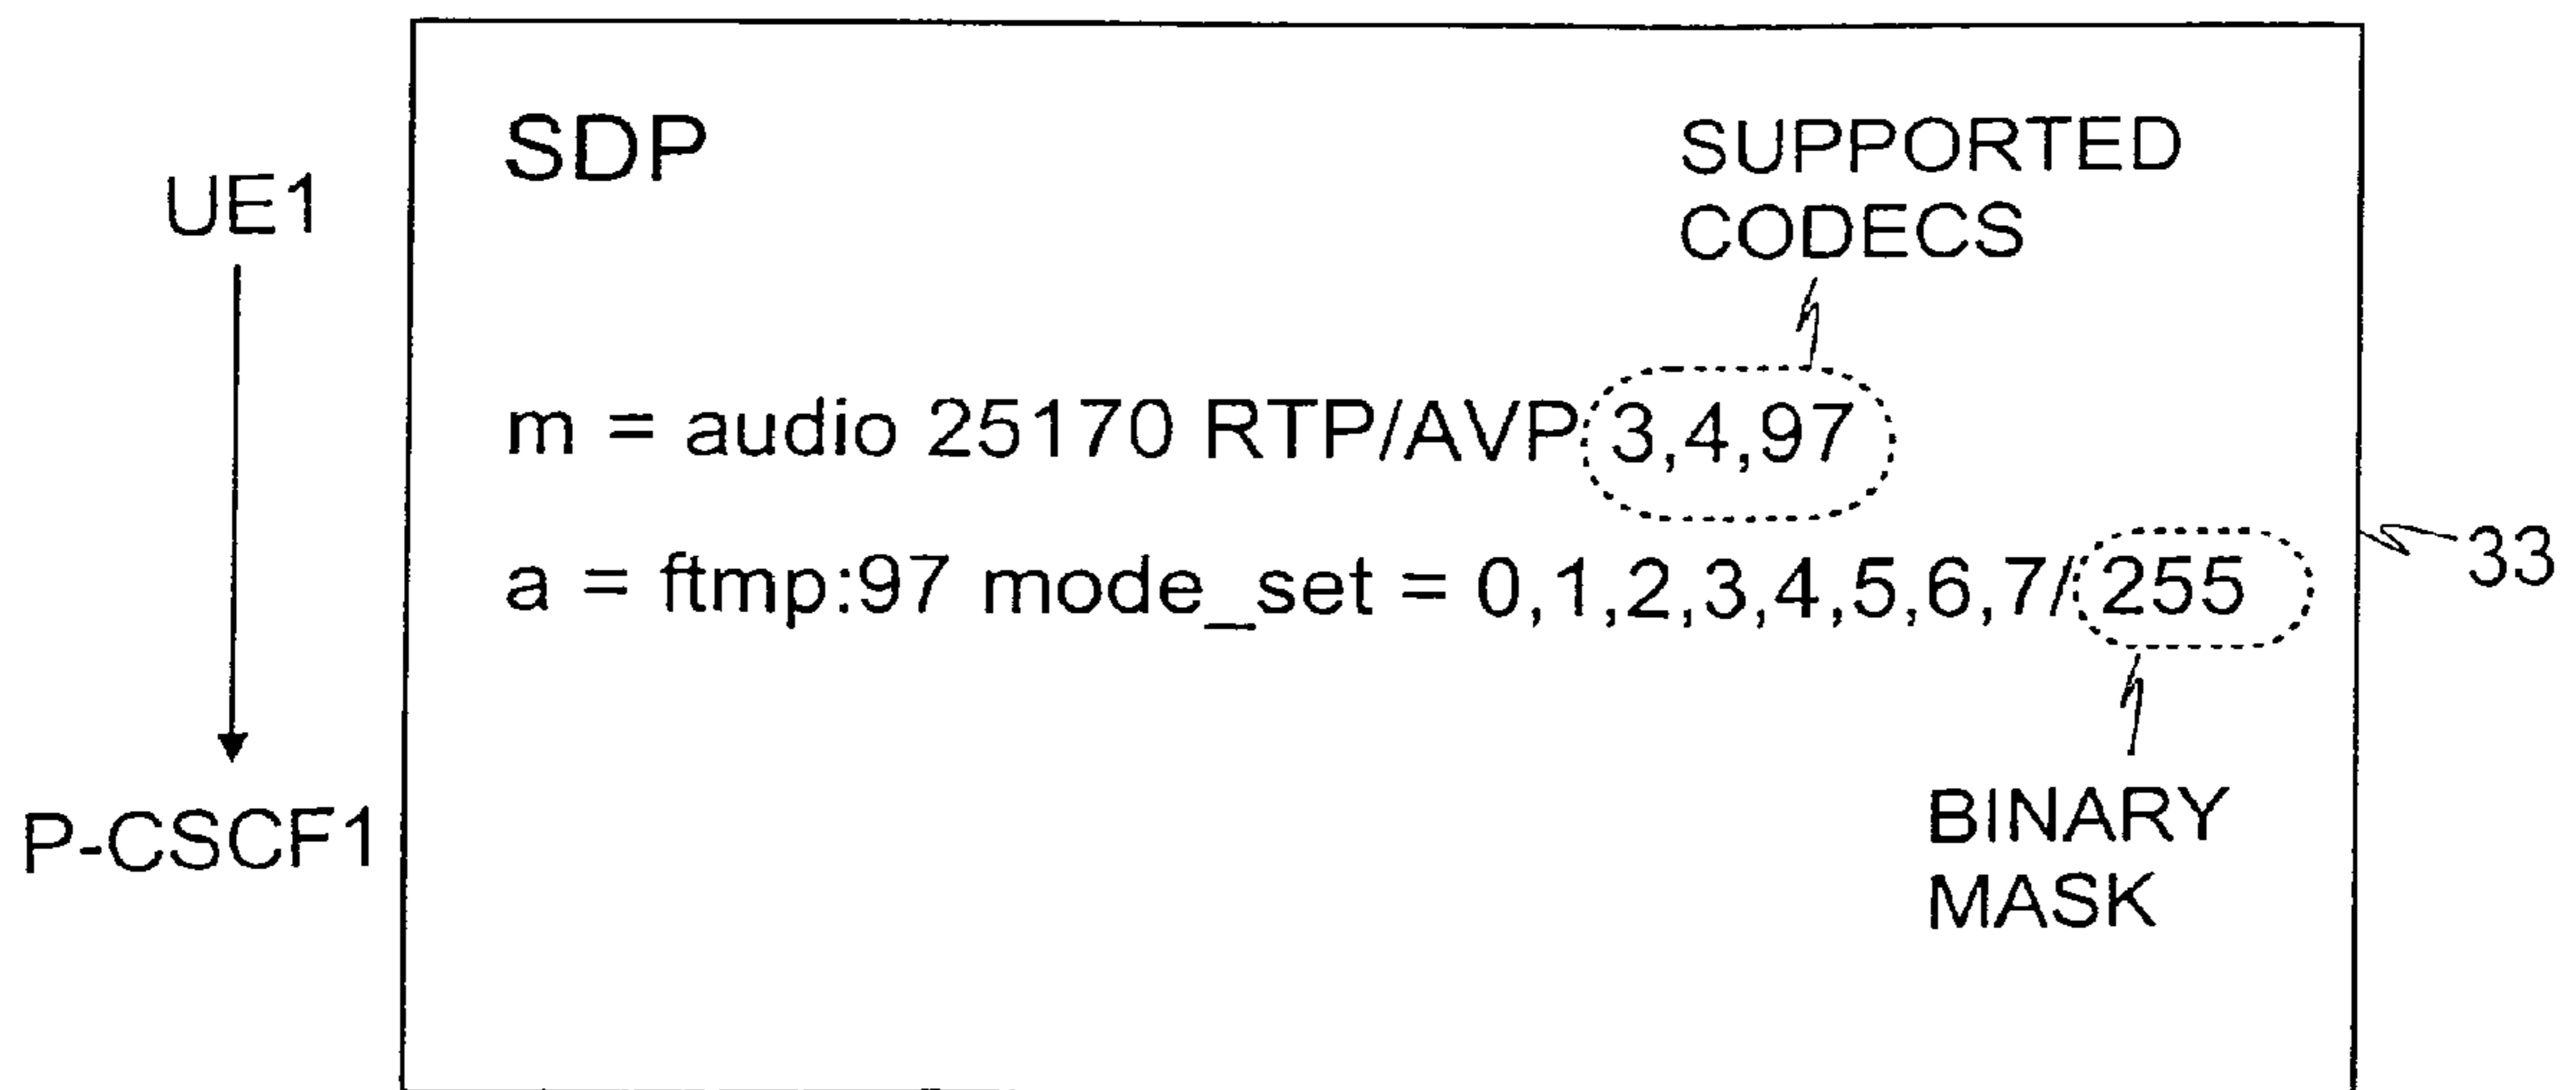 UE1
P-CSCF1
SDP
SUPPORTED
CODECS
m = audio 25170 RTP/AVP 3,4,97
a = ftmp:97 mode_set = 0,1,2,3,4,5,6,7/ 255
33
BINARY
MASK